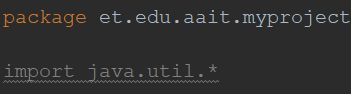 package et.edu.aait.myproject
import java.util.*